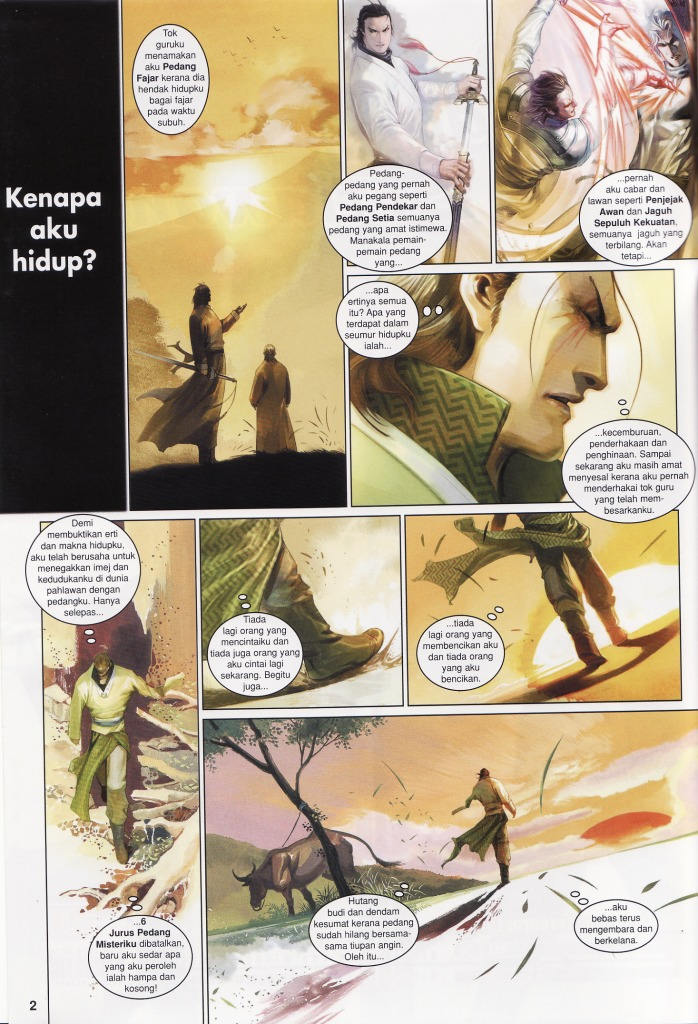 Kenapa
aku
hidup?
Tok
guruku
menamakan
aku Pedang
Fajar kerana dia
hendak hidupku
bagai fajar
pada waktu
subuh.
Pedang-
pedang yang pernah
aku pegang seperti
Pedang Pendekar dan
Pedang Setia semuanya
pedang yang amat istimewa.
Manakala pemain-
pemain pedang
yang...
...pernah
aku cabar dan
lawan seperti Penjejak
Awan dan Jaguh
Sepuluh Kekuatan,
semuanya jaguh yang
terbilang. Akan
tetapi...
...apa
ertinya semua
itu? Apa yang
terdapat dalam
seumur hidupku
ialah...
...kecemburuan,
penderhakaan dan
penghinaan. Sampai
sekarang aku masih amat
menyesal kerana aku pernah
menderhakai tok guru
yang telah mem-
besarkanku.
Demi
membuktikan erti
dan makna hidupku,
aku telah berusaha untuk
menegakkan imej dan
kedudukanku di dunia
pahlawan dengan
pedangku. Hanya
selepas...
...6
Jurus Pedang
Misteriku dibatalkan,
baru aku sedar apa
yang aku peroleh
ialah hampa dan
kosong!
Tiada
lagi orang yang
mencintaiku dan
tiada juga orang yang
aku cintai lagi
sekarang. Begitu
juga...
...tiada
lagi orang yang
membencikan aku
dan tiada orang
yang aku
bencikan.
Hutang
budi dan dendam
kesumat kerana pedang
sudah hilang bersama-
sama tiupan angin.
Oleh itu...
...aku
bebas terus
mengembara dan
berkelana.
2